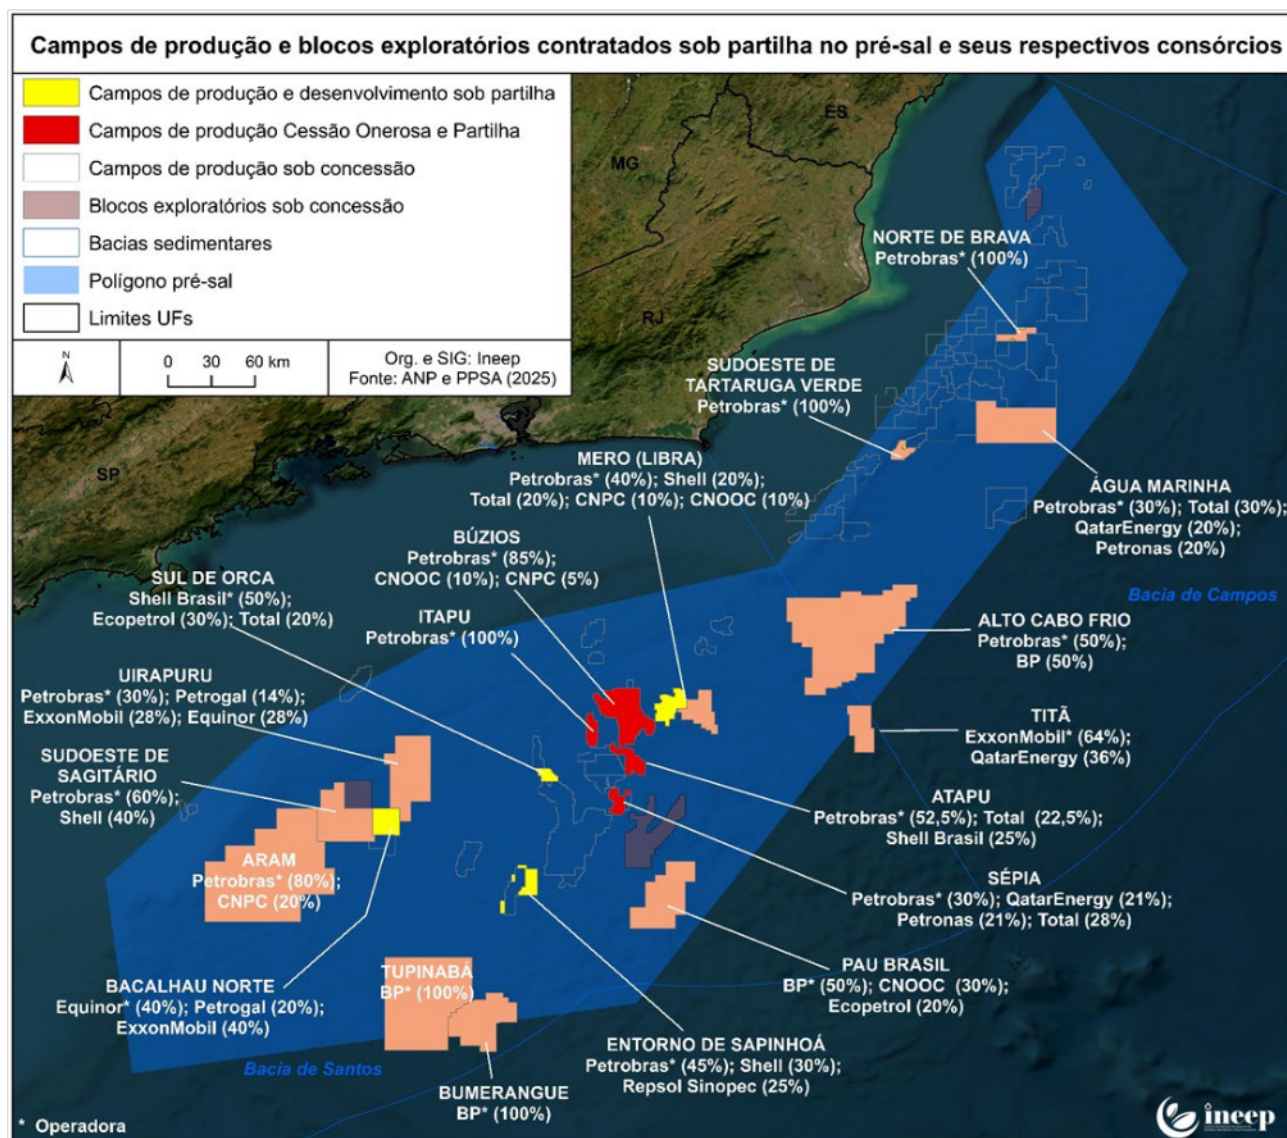 Campos de produção e blocos exploratórios contratados sob partilha no pré-sal e seus respectivos consórcios
Campos de produção e desenvolvimento sob partilha
Campos de produção Cessão Onerosa e Partilha
Campos de produção sob concessão
Blocos exploratórios sob concessão
Bacias sedimentares
Polígono pré-sal
Limites UFs
N
0 30 60 km
Org. e SIG: Ineep
Fonte: ANP e PPSA (2025)
ES
MG
RJ
SP
NORTE DE BRAVA
Petrobras* (100%)
SUDOESTE DE
TARTARUGA VERDE
Petrobras* (100%)
MERO (LIBRA)
Petrobras* (40%); Shell (20%);
Total (20%); CNPC (10%); CNOOC (10%)
ÁGUA MARINHA
Petrobras* (30%); Total (30%);
QatarEnergy (20%);
Petronas (20%)
BÚZIOS
Petrobras* (85%);
CNOOC (10%); CNPC (5%)
SUL DE ORCA
Shell Brasil* (50%);
Ecopetrol (30%); Total (20%)
ITAPU
Petrobras* (100%)
Bacia de Campos
ALTO CABO FRIO
Petrobras* (50%);
BP (50%)
UIRAPURU
Petrobras* (30%); Petrogal (14%);
ExxonMobil (28%); Equinor (28%)
TITÃ
ExxonMobil* (64%);
QatarEnergy (36%)
SUDOESTE DE
SAGITÁRIO
Petrobras* (60%);
Shell (40%)
ATAPU
Petrobras* (52,5%); Total (22,5%);
Shell Brasil (25%)
ARAM
Petrobras* (80%);
CNPC (20%)
SÉPIA
Petrobras* (30%); QatarEnergy (21%);
Petronas (21%); Total (28%)
PAU BRASIL
BP* (50%); CNOOC (30%);
Ecopetrol (20%)
TUPINABÁ
BP* (100%)
BACALHAU NORTE
Equinor* (40%); Petrogal (20%);
ExxonMobil (40%)
ENTORNO DE SAPINHOÁ
Petrobras* (45%); Shell (30%);
Repsol Sinopec (25%)
Bacia de Santos
BUMERANGUE
BP* (100%)
* Operadora
ineep